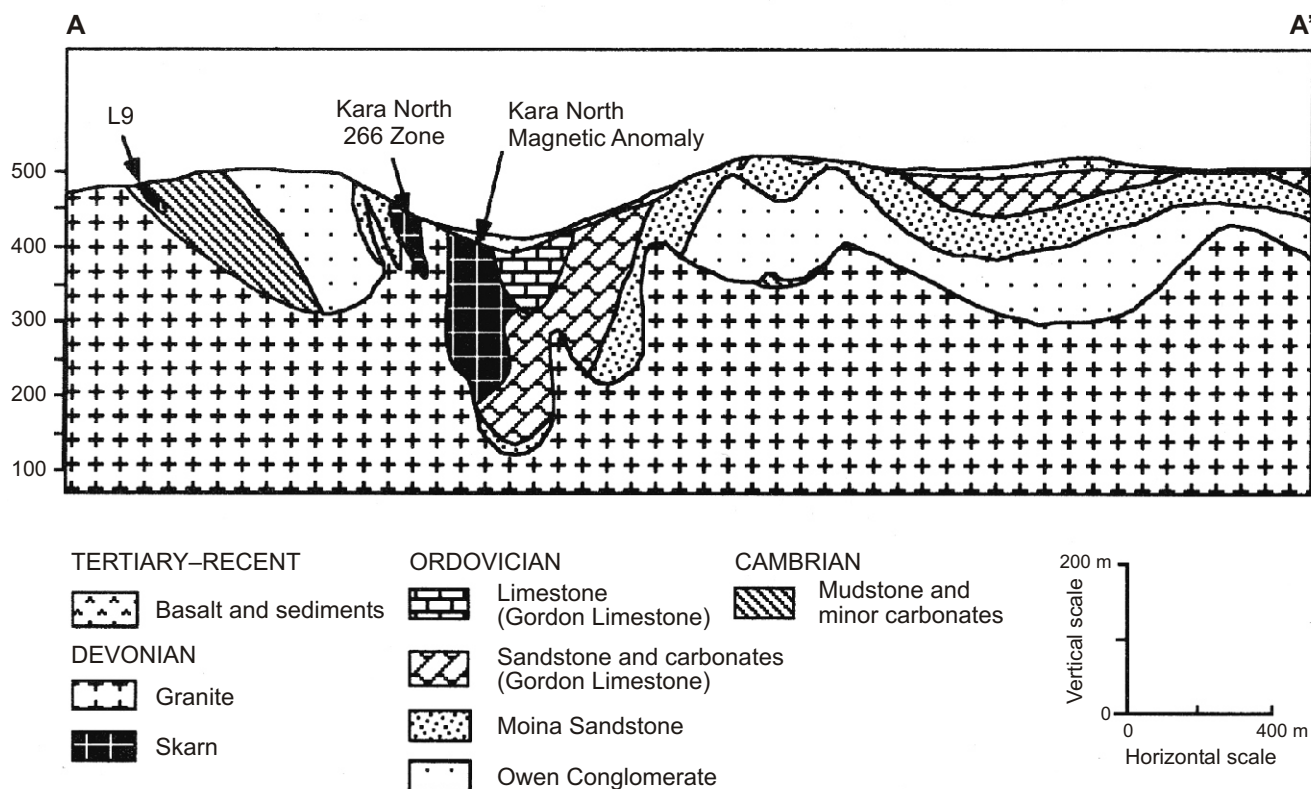 A
A'
L9
Kara North
266 Zone
Kara North
Magnetic Anomaly
500
400
300
200
100
TERTIARY–RECENT
Basalt and sediments
DEVONIAN
Granite
Skarn
ORDOVICIAN
Limestone
(Gordon Limestone)
Sandstone and carbonates
(Gordon Limestone)
Moina Sandstone
Owen Conglomerate
CAMBRIAN
Mudstone and
minor carbonates
200 m
Vertical scale
0
0
400 m
Horizontal scale